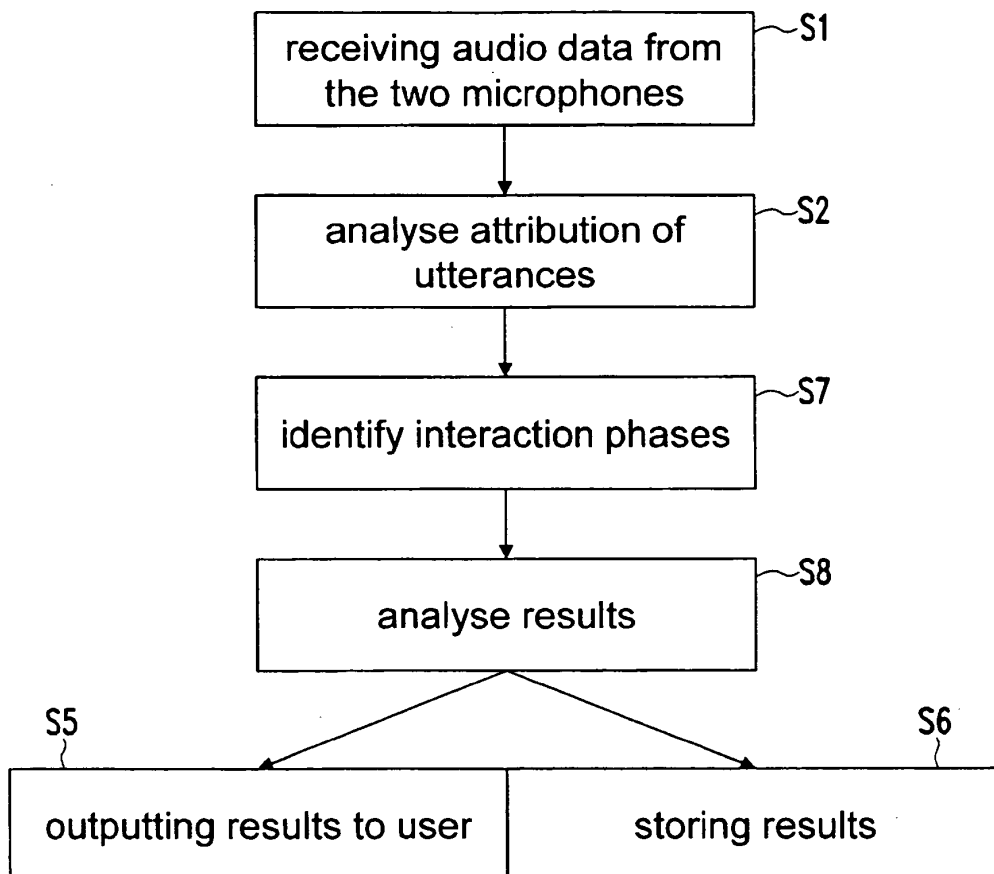 S1
receiving audio data from
the two microphones
S2
analyse attribution of
utterances
S7
identify interaction phases
S8
analyse results
S5
S6
outputting results to user
storing results